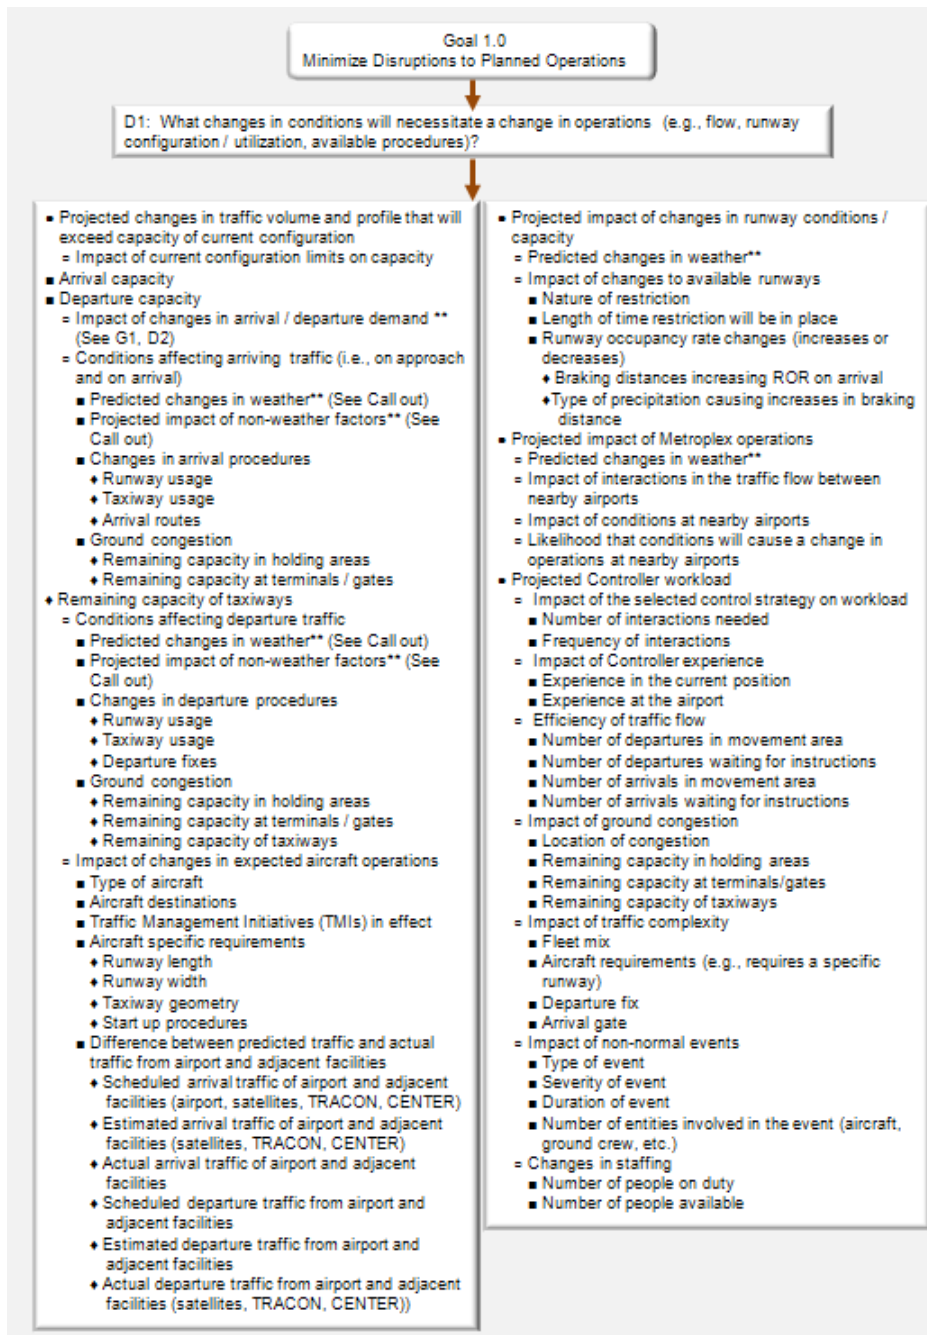 Goal 1.0
Minimize Disruptions to Planned Operations
D1:  What changes in conditions will necessitate a change in operations  (e.g., flow, runway
configuration / utilization, available procedures)?
• Projected changes in traffic volume and profile that will
exceed capacity of current configuration
▫ Impact of current configuration limits on capacity
▪ Arrival capacity
▪ Departure capacity
▫ Impact of changes in arrival / departure demand **
(See G1, D2)
▫ Conditions affecting arriving  traffic (i.e., on approach
and on arrival)
▪ Predicted changes in weather** (See Call out)
▪ Projected impact of non-weather factors** (See
Call out)
▪ Changes in arrival procedures
♦ Runway usage
♦ Taxiway usage
♦ Arrival routes
▪ Ground congestion
♦ Remaining capacity in holding areas
♦ Remaining capacity at terminals / gates
♦ Remaining capacity of taxiways
▫ Conditions affecting departure traffic
▪ Predicted changes in weather** (See Call out)
▪ Projected impact of non-weather factors** (See
Call out)
▪ Changes in departure procedures
♦ Runway usage
♦ Taxiway usage
♦ Departure fixes
▪ Ground congestion
♦ Remaining capacity in holding areas
♦ Remaining capacity at terminals / gates
♦ Remaining capacity of taxiways
▫ Impact of changes in expected aircraft operations
▪ Type of aircraft
▪ Aircraft destinations
▪ Traffic Management Initiatives (TMIs) in effect
▪ Aircraft specific requirements
♦ Runway length
♦ Runway width
♦ Taxiway geometry
♦ Start up procedures
▪ Difference between predicted traffic and actual
traffic from airport and adjacent facilities
♦ Scheduled arrival traffic of airport and adjacent
facilities (airport, satellites, TRACON, CENTER)
♦ Estimated arrival traffic of airport and adjacent
facilities (satellites, TRACON, CENTER)
♦ Actual arrival traffic of airport and adjacent
facilities
♦ Scheduled departure traffic from airport and
adjacent facilities
♦ Estimated departure traffic from airport and
adjacent facilities
♦ Actual departure traffic from airport and adjacent
facilities (satellites, TRACON, CENTER))
• Projected impact of changes in runway conditions /
capacity
▫ Predicted changes in weather**
▫ Impact of changes to available runways
▪ Nature of restriction
▪ Length of time restriction will be in place
▪ Runway occupancy rate changes (increases or
decreases)
♦ Braking distances increasing ROR on arrival
♦Type of precipitation causing increases in braking
distance
• Projected impact of Metroplex operations
▫ Predicted changes in weather**
▫ Impact of interactions in the traffic flow between
nearby airports
▫ Impact of conditions at nearby airports
▫ Likelihood that conditions will cause a change in
operations at nearby airports
• Projected Controller workload
▫ Impact of the selected control strategy on workload
▪ Number of interactions needed
▪ Frequency of interactions
▫ Impact of Controller experience
▪ Experience in the current position
▪ Experience at the airport
▫ Efficiency of traffic flow
▪ Number of departures in movement area
▪ Number of departures waiting for instructions
▪ Number of arrivals in movement area
▪ Number of arrivals waiting for instructions
▫ Impact of ground congestion
▪ Location of congestion
▪ Remaining capacity in holding areas
▪ Remaining capacity at terminals/gates
▪ Remaining capacity of taxiways
▫ Impact of traffic complexity
▪ Fleet mix
▪ Aircraft requirements (e.g., requires a specific
runway)
▪ Departure fix
▪ Arrival gate
▫ Impact of non-normal events
▪ Type of event
▪ Severity of event
▪ Duration of event
▪ Number of entities involved in the event (aircraft,
ground crew, etc.)
▫ Changes in staffing
▪ Number of people on duty
▪ Number of people available